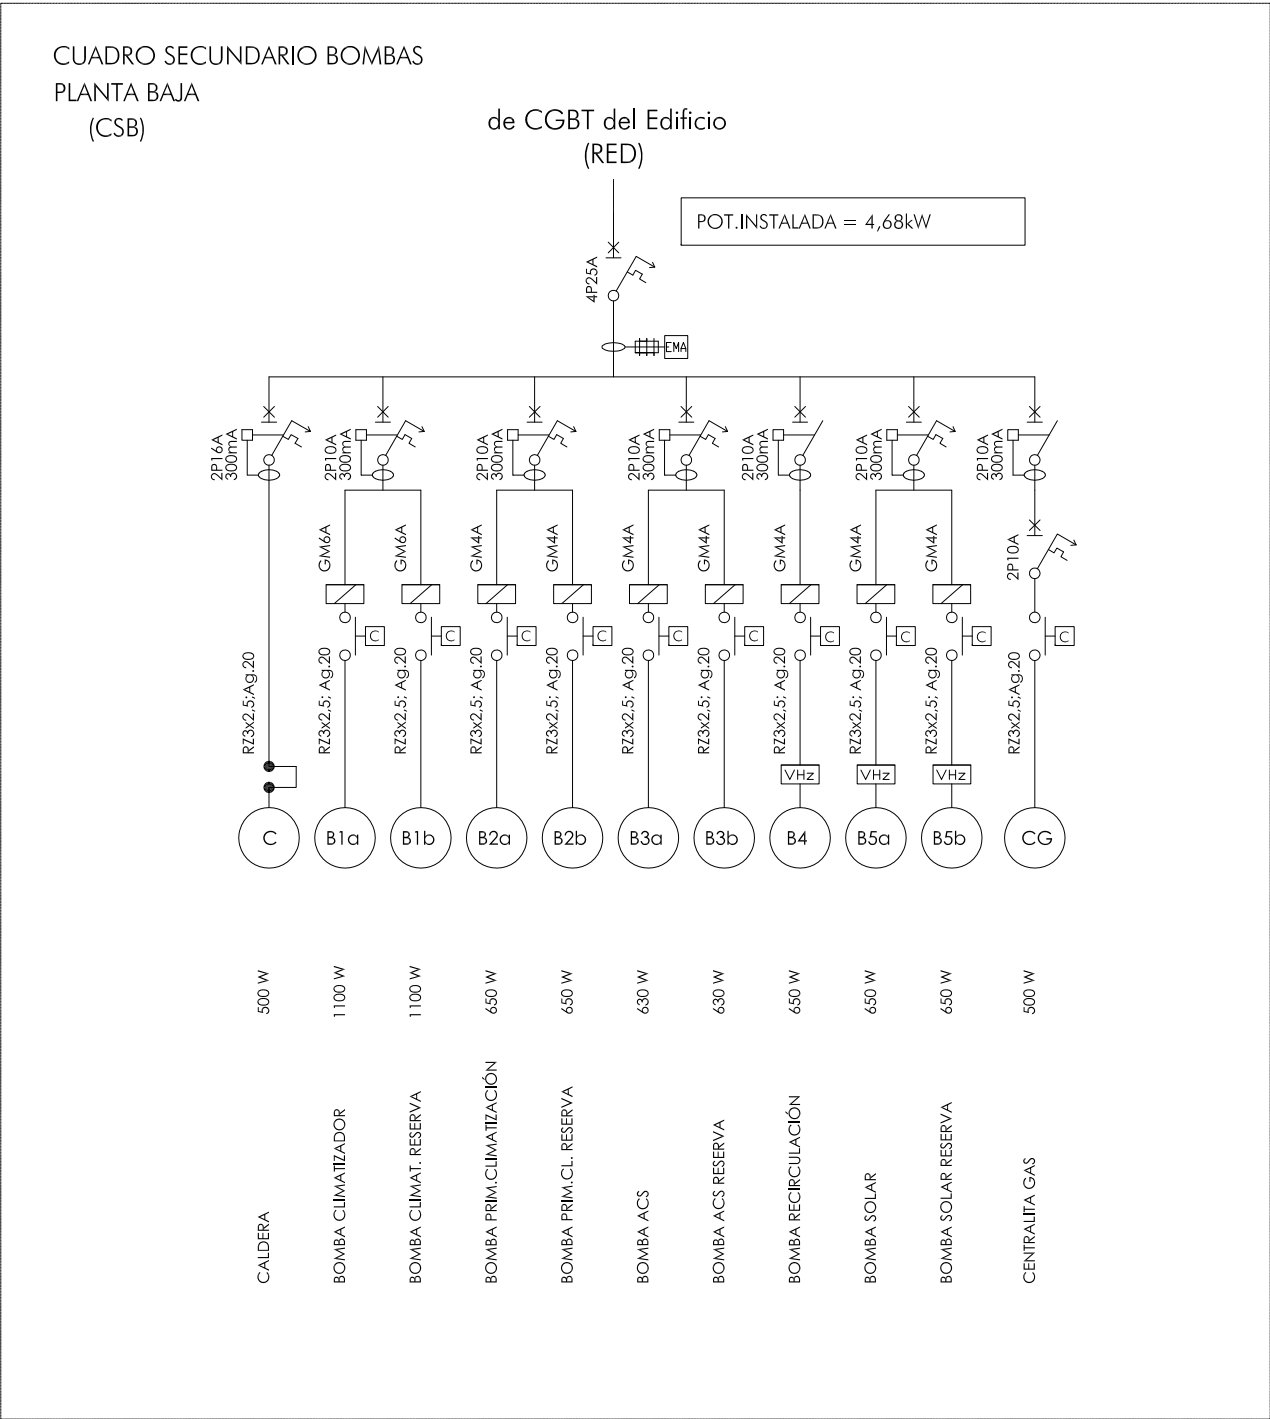 CUADRO SECUNDARIO BOMBAS
PLANTA BAJA
(CSB)
de CGBT del Edificio
(RED)
POT.INSTALADA = 4,68kW
4P25A
EMA
2P16A
300mA
2P10A
300mA
2P10A
300mA
2P10A
300mA
2P10A
300mA
2P10A
300mA
2P10A
300mA
GM6A
GM6A
GM4A
GM4A
GM4A
GM4A
GM4A
GM4A
GM4A
2P10A
C
C
C
C
C
C
C
C
C
C
RZ3x2,5;Ag.20
RZ3x2,5; Ag.20
RZ3x2,5; Ag.20
RZ3x2,5; Ag.20
RZ3x2,5; Ag.20
RZ3x2,5; Ag.20
RZ3x2,5; Ag.20
RZ3x2,5; Ag.20
RZ3x2,5; Ag.20
RZ3x2,5; Ag.20
RZ3x2,5;Ag.20
VHz
VHz
VHz
C
B1a
B1b
B2a
B2b
B3a
B3b
B4
B5a
B5b
CG
500 W
1100 W
1100 W
650 W
650 W
630 W
630 W
650 W
650 W
650 W
500 W
CALDERA
BOMBA CLIMATIZADOR
BOMBA CLIMAT. RESERVA
BOMBA PRIM.CLIMATIZACIÓN
BOMBA PRIM.CL. RESERVA
BOMBA ACS
BOMBA ACS RESERVA
BOMBA RECIRCULACIÓN
BOMBA SOLAR
BOMBA SOLAR RESERVA
CENTRALITA GAS